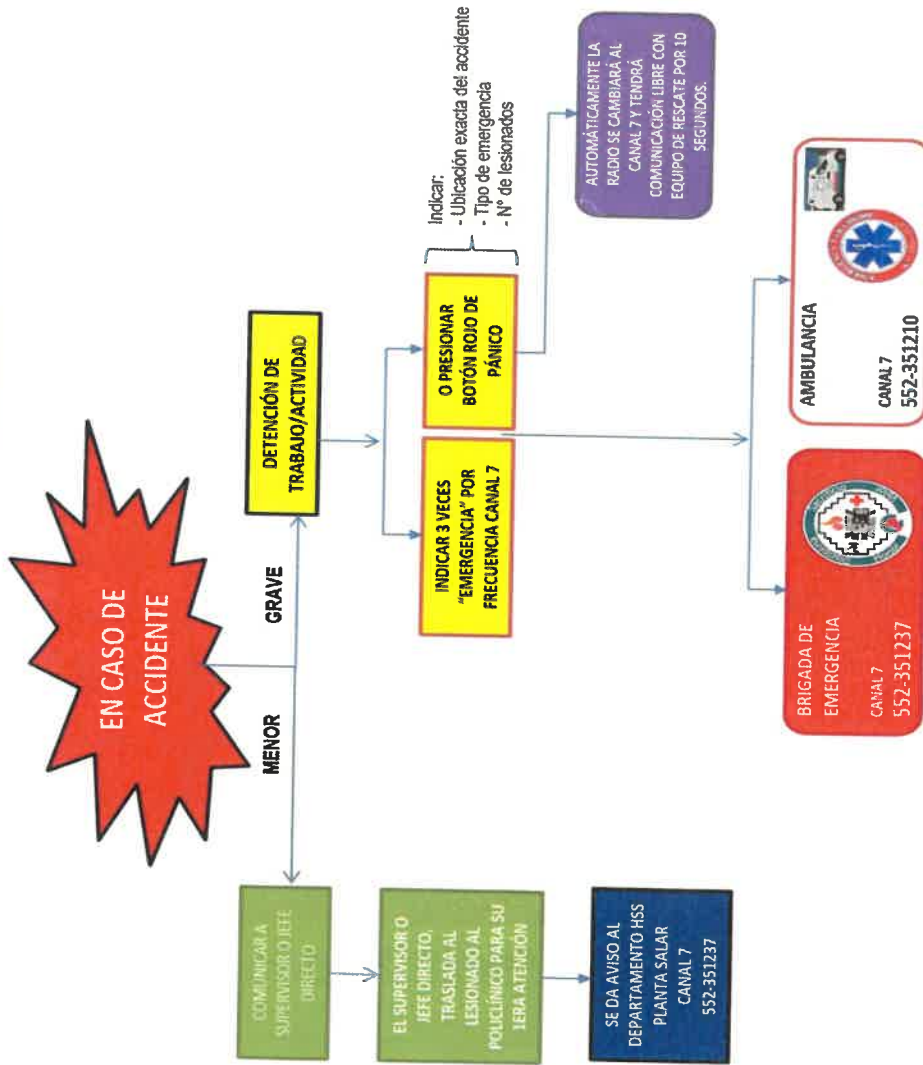 EN CASO DE
ACCIDENTE
MENOR
GRAVE
COMUNICAR A
SUPERVISOR O JEFE
DIRECTO
EL SUPERVISOR O
JEFE DIRECTO,
TRASLADA AL
LESIONADO AL
POLICLÍNICO PARA SU
1ERA ATENCIÓN
SE DA AVISO AL
DEPARTAMENTO HSS
PLANTA SALAR
CANAL 7
552-351237
DETENCIÓN DE
TRABAJO/ACTIVIDAD
INDICAR 3 VECES
"EMERGENCIA" POR
FRECUENCIA CANAL 7
O PRESIONAR
BOTÓN ROJO DE
PÁNICO
Indicar:
- Ubicación exacta del accidente
- Tipo de emergencia
- N° de lesionados
AUTOMÁTICAMENTE LA
RADIO SE CAMBIARÁ AL
CANAL 7 Y TENDRÁ
COMUNICACIÓN LIBRE CON
EQUIPO DE RESCATE POR 10
SEGUNDOS.
BRIGADA DE
EMERGENCIA
CANAL 7
552-351237
AMBULANCIA
CANAL 7
552-351210